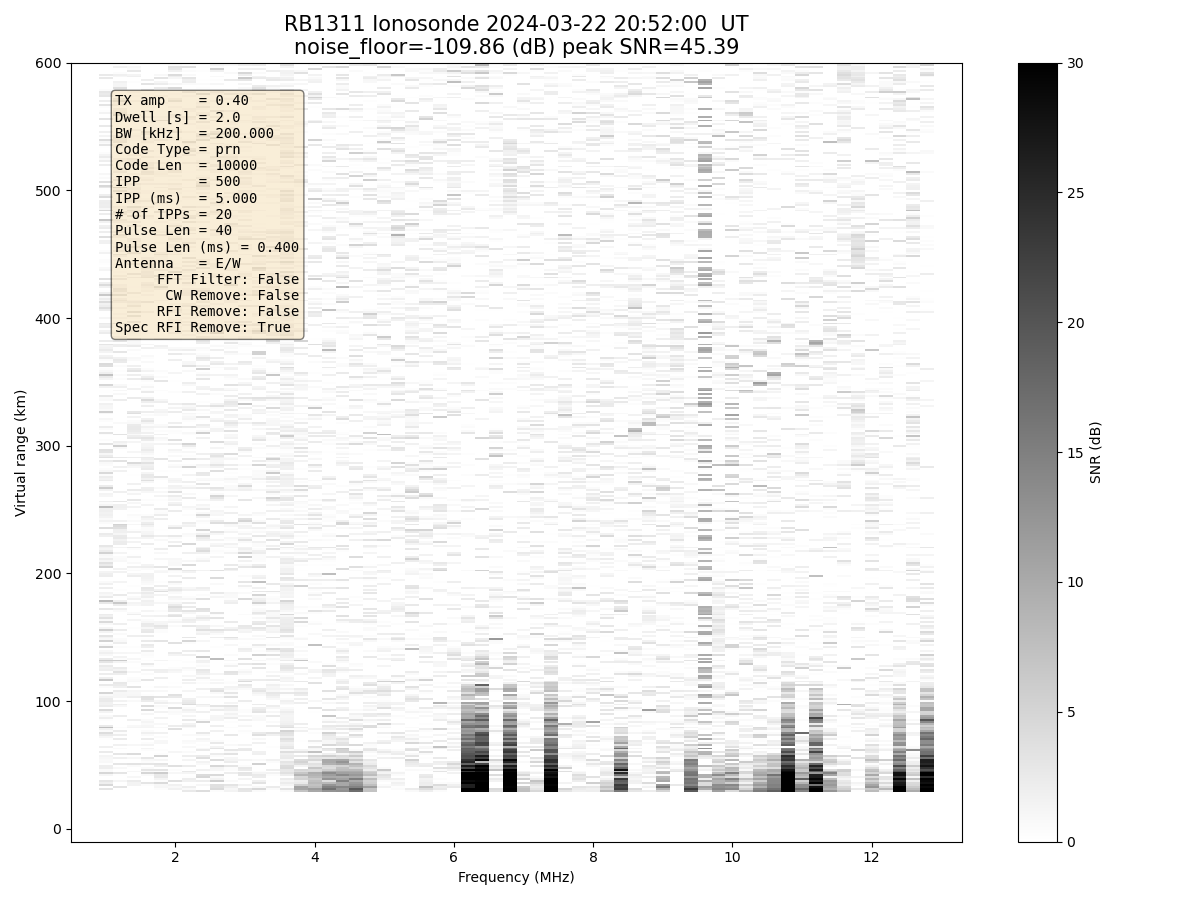 RB1311 Ionosonde 2024-03-22 20:52:00  UT
noise_floor=-109.86 (dB) peak SNR=45.39
TX amp    = 0.40
Dwell [s] = 2.0
BW [kHz]  = 200.000
Code Type = prn
Code Len  = 10000
IPP       = 500
IPP (ms)  = 5.000
# of IPPs = 20
Pulse Len = 40
Pulse Len (ms) = 0.400
Antenna   = E/W
FFT Filter: False
CW Remove: False
RFI Remove: False
Spec RFI Remove: True
600
500
400
300
200
100
0
Virtual range (km)
2 4 6 8 10 12
Frequency (MHz)
30
25
20
15
10
5
0
SNR (dB)